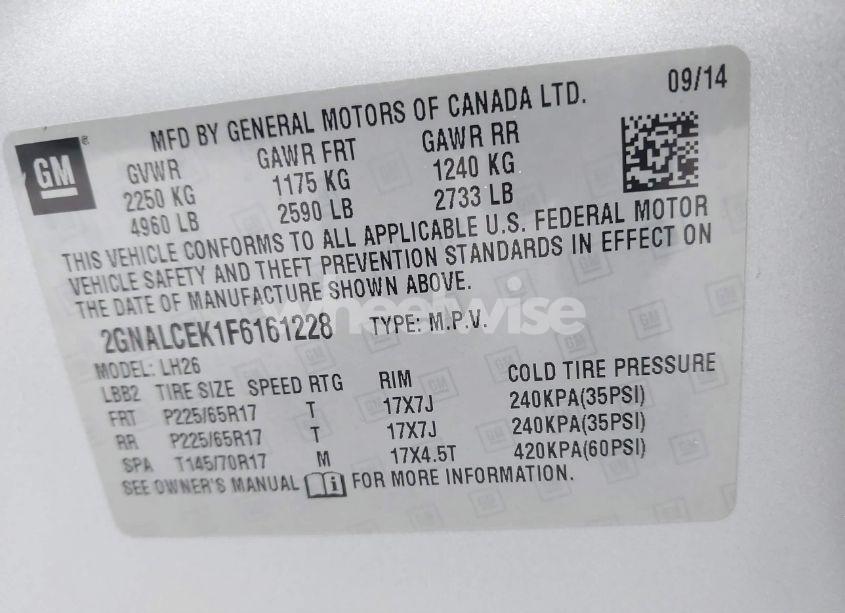 09/14
GM
MFD BY GENERAL MOTORS OF CANADA LTD.
GVWR GAWR FRT GAWR RR
2250 KG 1175 KG 1240 KG
4960 LB 2590 LB 2733 LB
THIS VEHICLE CONFORMS TO ALL APPLICABLE U.S. FEDERAL MOTOR
VEHICLE SAFETY AND THEFT PREVENTION STANDARDS IN EFFECT ON
THE DATE OF MANUFACTURE SHOWN ABOVE.
2GNALCEK1F6161228 TYPE: M.P.V.
wheelwise
MODEL: LH26
LBB2 TIRE SIZE SPEED RTG RIM COLD TIRE PRESSURE
FRT P225/65R17 T 17X7J 240KPA(35PSI)
RR P225/65R17 T 17X7J 240KPA(35PSI)
SPA T145/70R17 M 17X4.5T 420KPA(60PSI)
SEE OWNER'S MANUAL i FOR MORE INFORMATION.